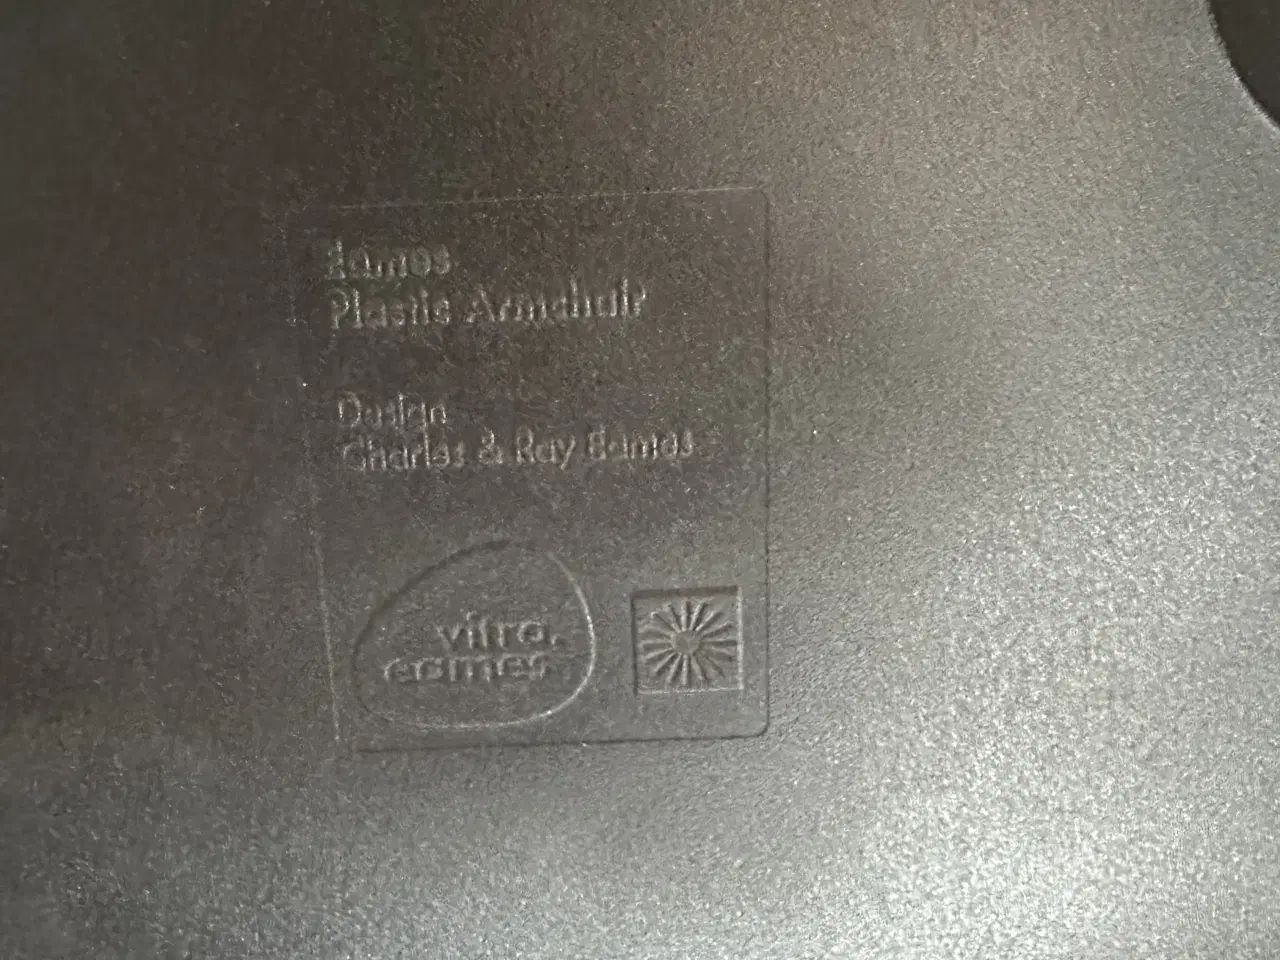 Eames
Plastic Armchair
Design
Charles & Ray Eames
vitra.
eames